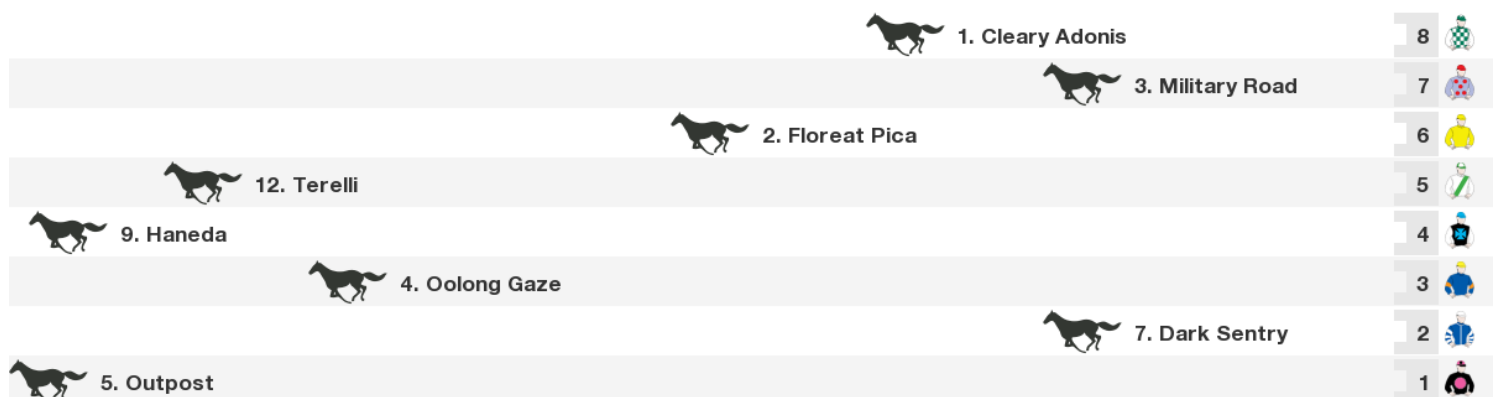 1. Cleary Adonis 8
3. Military Road 7
2. Floreat Pica 6
12. Terelli 5
9. Haneda 4
4. Oolong Gaze 3
7. Dark Sentry 2
5. Outpost 1